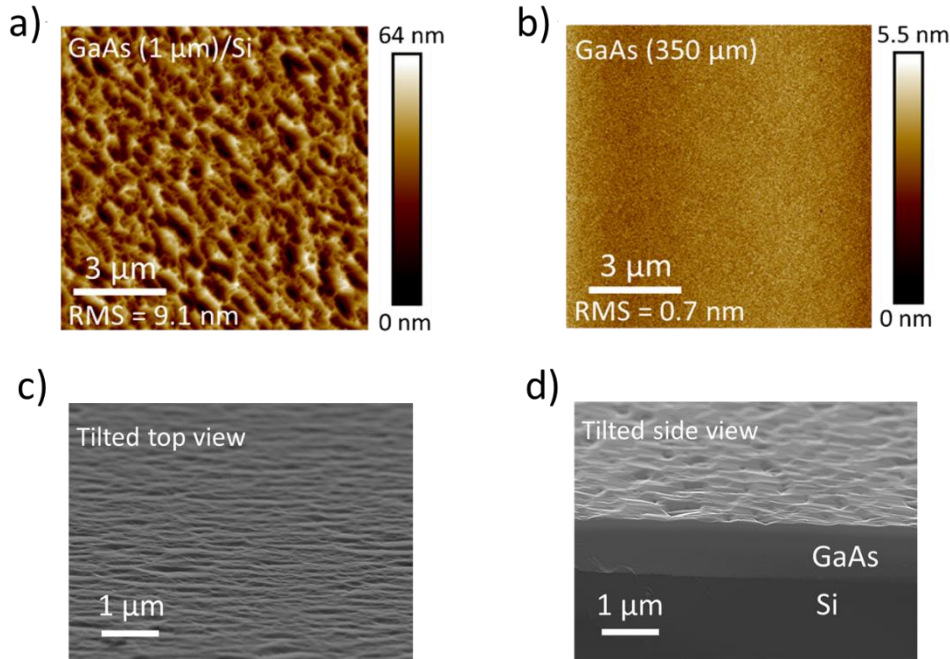 a)
GaAs (1 μm)/Si
64 nm
3 μm
RMS = 9.1 nm
0 nm
b)
GaAs (350 μm)
5.5 nm
3 μm
RMS = 0.7 nm
0 nm
c)
Tilted top view
1 μm
d)
Tilted side view
GaAs
Si
1 μm